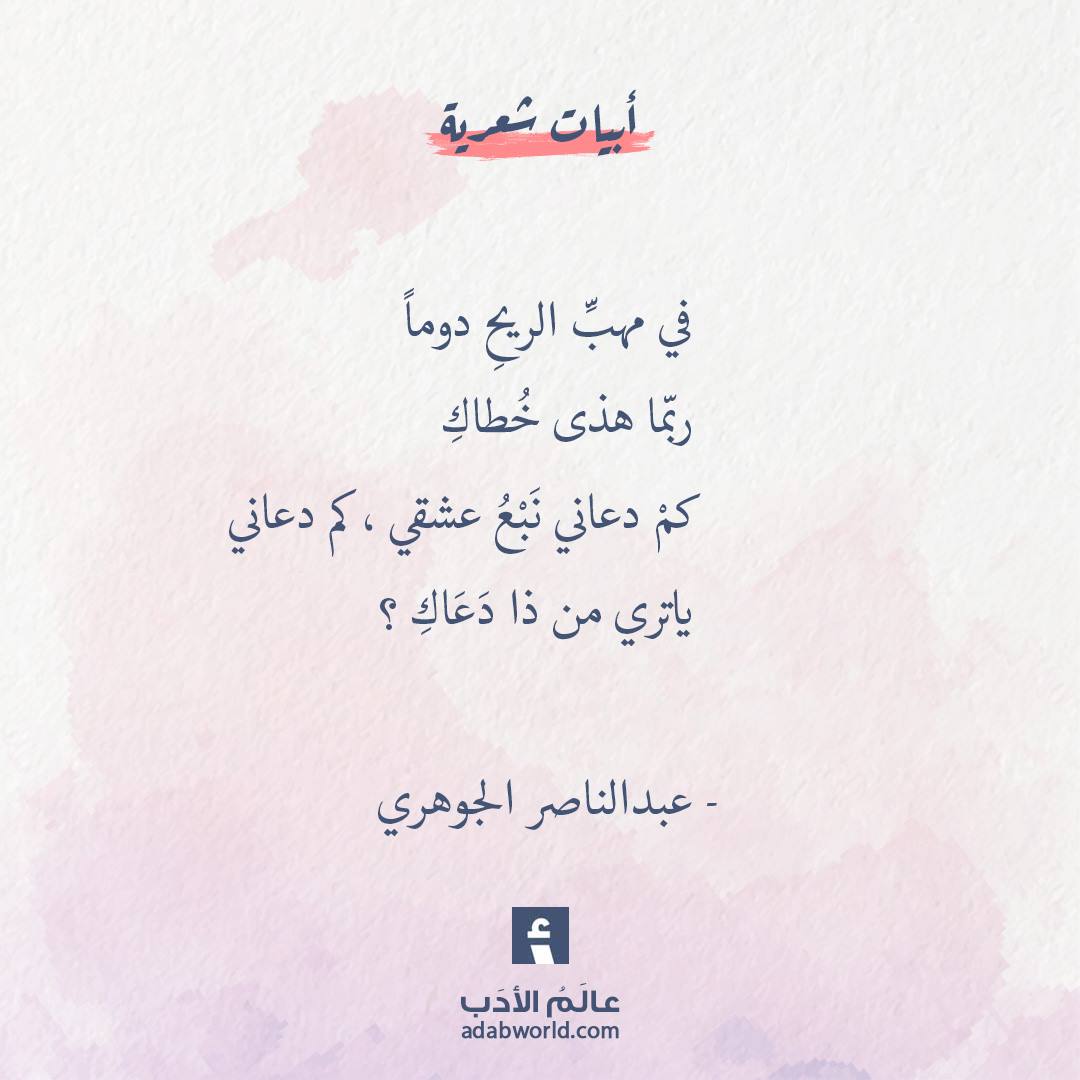 أبيات شعرية
في مهبِّ الريحِ دوماً
ربّما هذى خُطاكِ
كمْ دعاني نَبْعُ عشقي ، كم دعاني
ياتري من ذا دَعَاكِ ؟
- عبدالناصر الجوهري
أ
عالَمُ الأدَب
adabworld.com